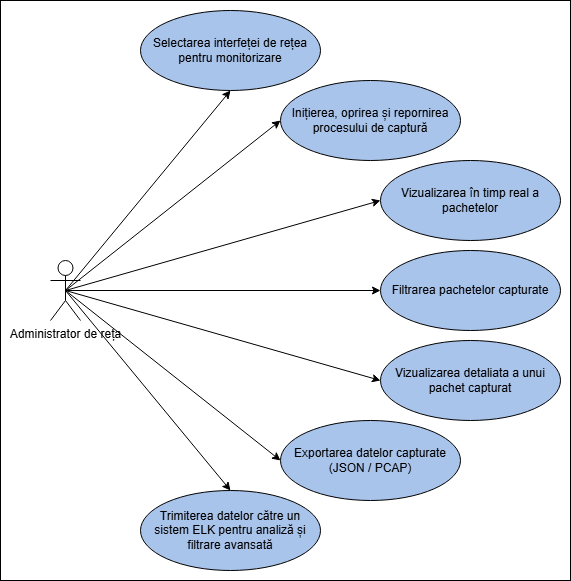 Selectarea interfeței de rețea
pentru monitorizare
Inițierea, oprirea și repornirea
procesului de captură
Vizualizarea în timp real a
pachetelor
Filtrarea pachetelor capturate
Administrator de reța
Vizualizarea detaliata a unui
pachet capturat
Exportarea datelor capturate
(JSON / PCAP)
Trimiterea datelor către un
sistem ELK pentru analiză și
filtrare avansată